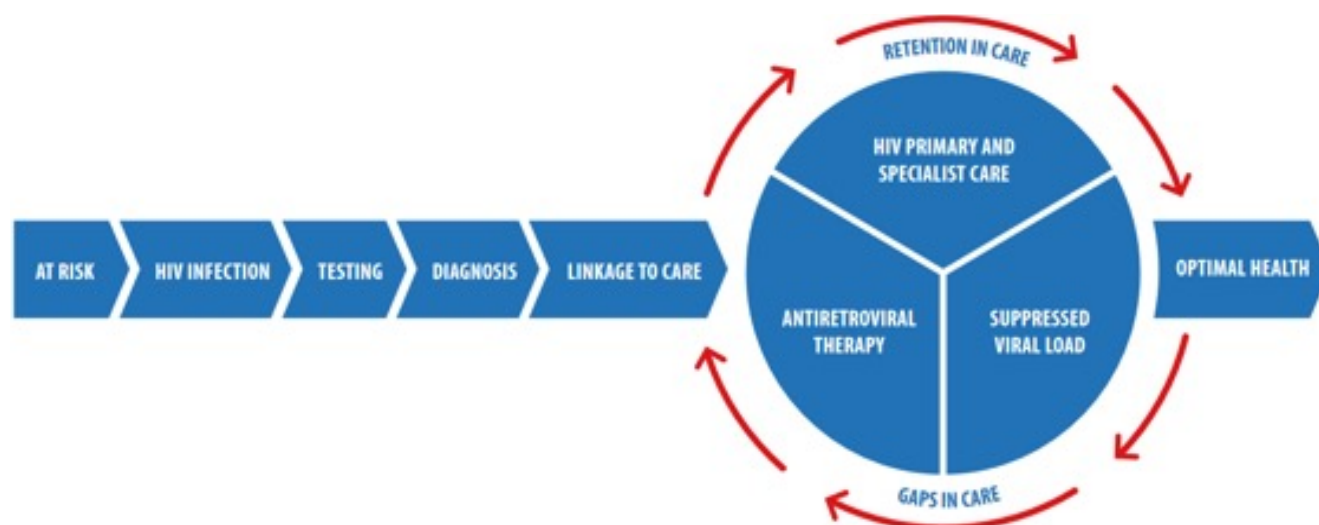 AT RISK
HIV INFECTION
TESTING
DIAGNOSIS
LINKAGE TO CARE
RETENTION IN CARE
HIV PRIMARY AND
SPECIALIST CARE
ANTIRETROVIRAL
THERAPY
SUPPRESSED
VIRAL LOAD
GAPS IN CARE
OPTIMAL HEALTH